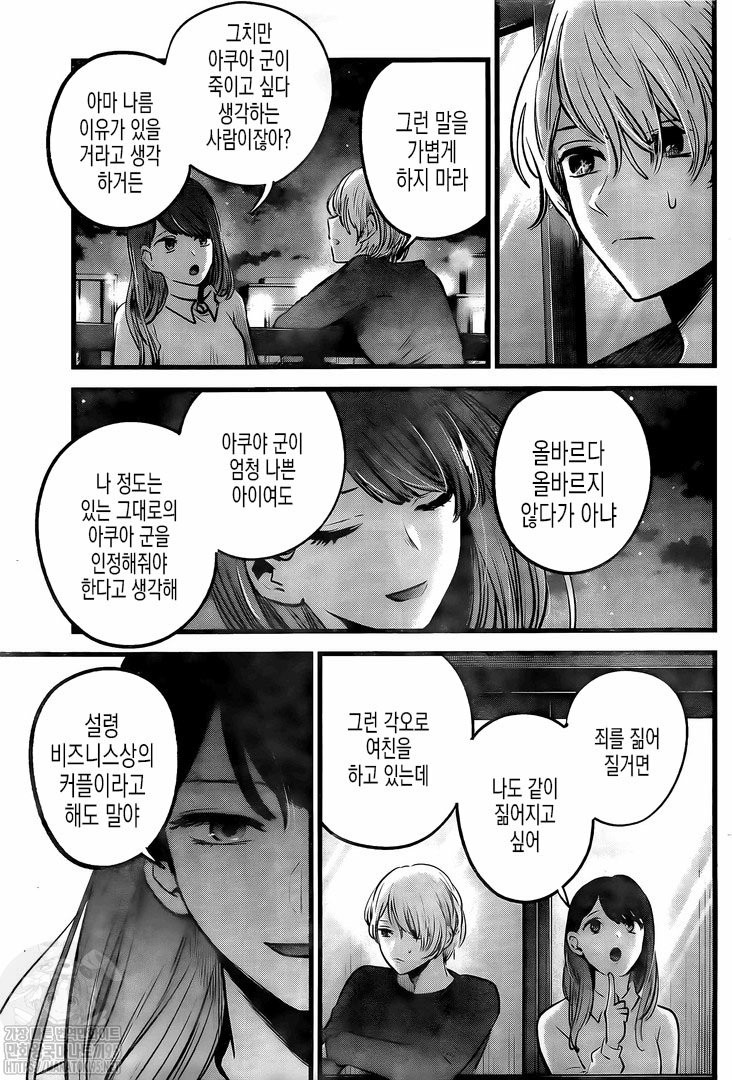 그런 말을
가볍게
하지 마라
그치만
아쿠아 군이
죽이고 싶다
생각하는
사람이잖아?
아마 나름
이유가 있을
거라고 생각
하거든
올바르다
올바르지
않다가 아냐
아쿠야 군이
엄청 나쁜
아이여도
나 정도는
있는 그대로의
아쿠아 군을
인정해줘야
한다고 생각해
죄를 짊어
질거면
나도 같이
짊어지고
싶어
그런 각오로
여친을
하고 있는데
설령
비즈니스상의
커플이라고
해도 말야